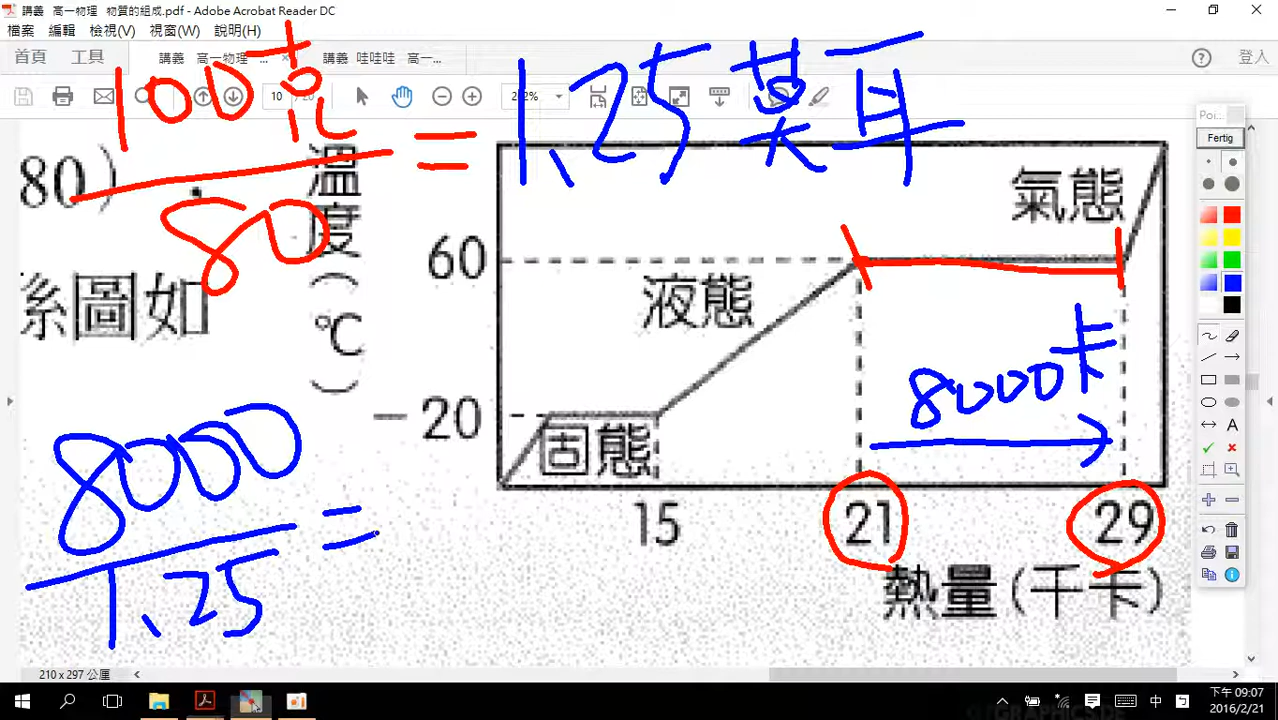 講義 高一物理 物質的組成.pdf - Adobe Acrobat Reader DC
檔案 編輯 檢視(V) 視窗(W) 說明(H)
首頁 工具 講義 高一物理 ... 講義 哇哇哇 高一... 登入
10
Poi...
Fertig
100克
80
= 1.25莫耳
80)
係圖如
溫度(℃)
60
-20
氣態
液態
固態
8000卡
8000
1.25
=
15 21 29
熱量(千卡)
210 x 297 公厘
中
下午 09:07
2016/2/21